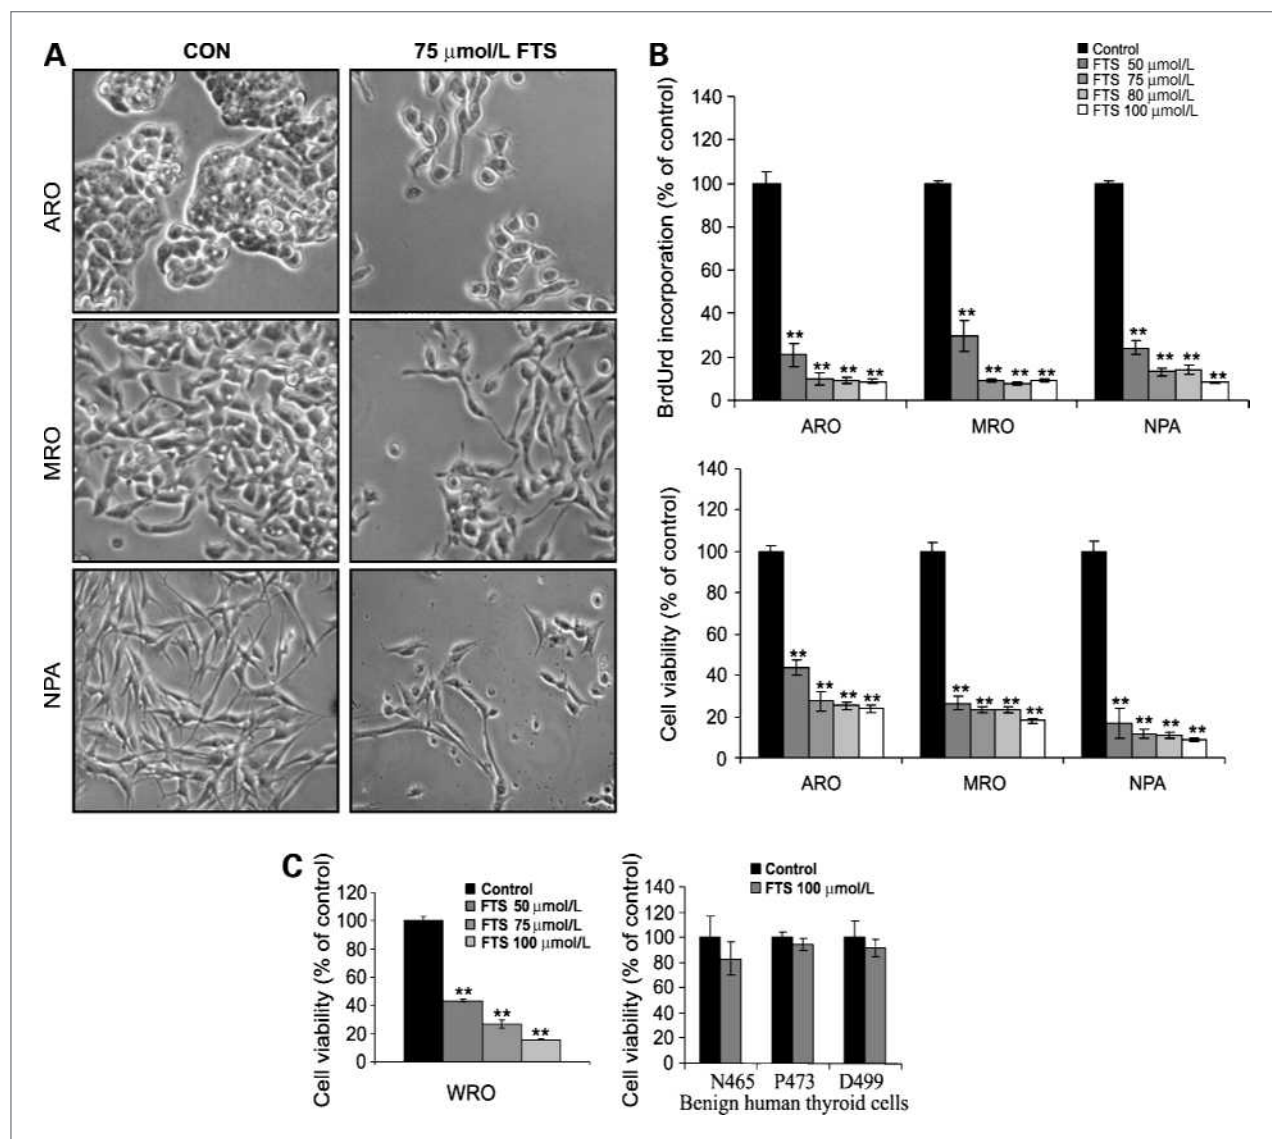 A
CON
75 μmol/L FTS
ARO
MRO
NPA
B
Control
FTS 50 μmol/L
FTS 75 μmol/L
FTS 80 μmol/L
FTS 100 μmol/L
BrdUrd incorporation (% of control)
140
120
100
80
60
40
20
0
** ** ** **
** ** ** **
** ** ** **
ARO MRO NPA
Cell viability (% of control)
140
120
100
80
60
40
20
0
** ** ** **
** ** ** **
** ** ** **
ARO MRO NPA
C
Control
FTS 50 μmol/L
FTS 75 μmol/L
FTS 100 μmol/L
Cell viability (% of control)
120
100
80
60
40
20
0
** ** **
WRO
Control
FTS 100 μmol/L
Cell viability (% of control)
140
120
100
80
60
40
20
0
N465 P473 D499
Benign human thyroid cells